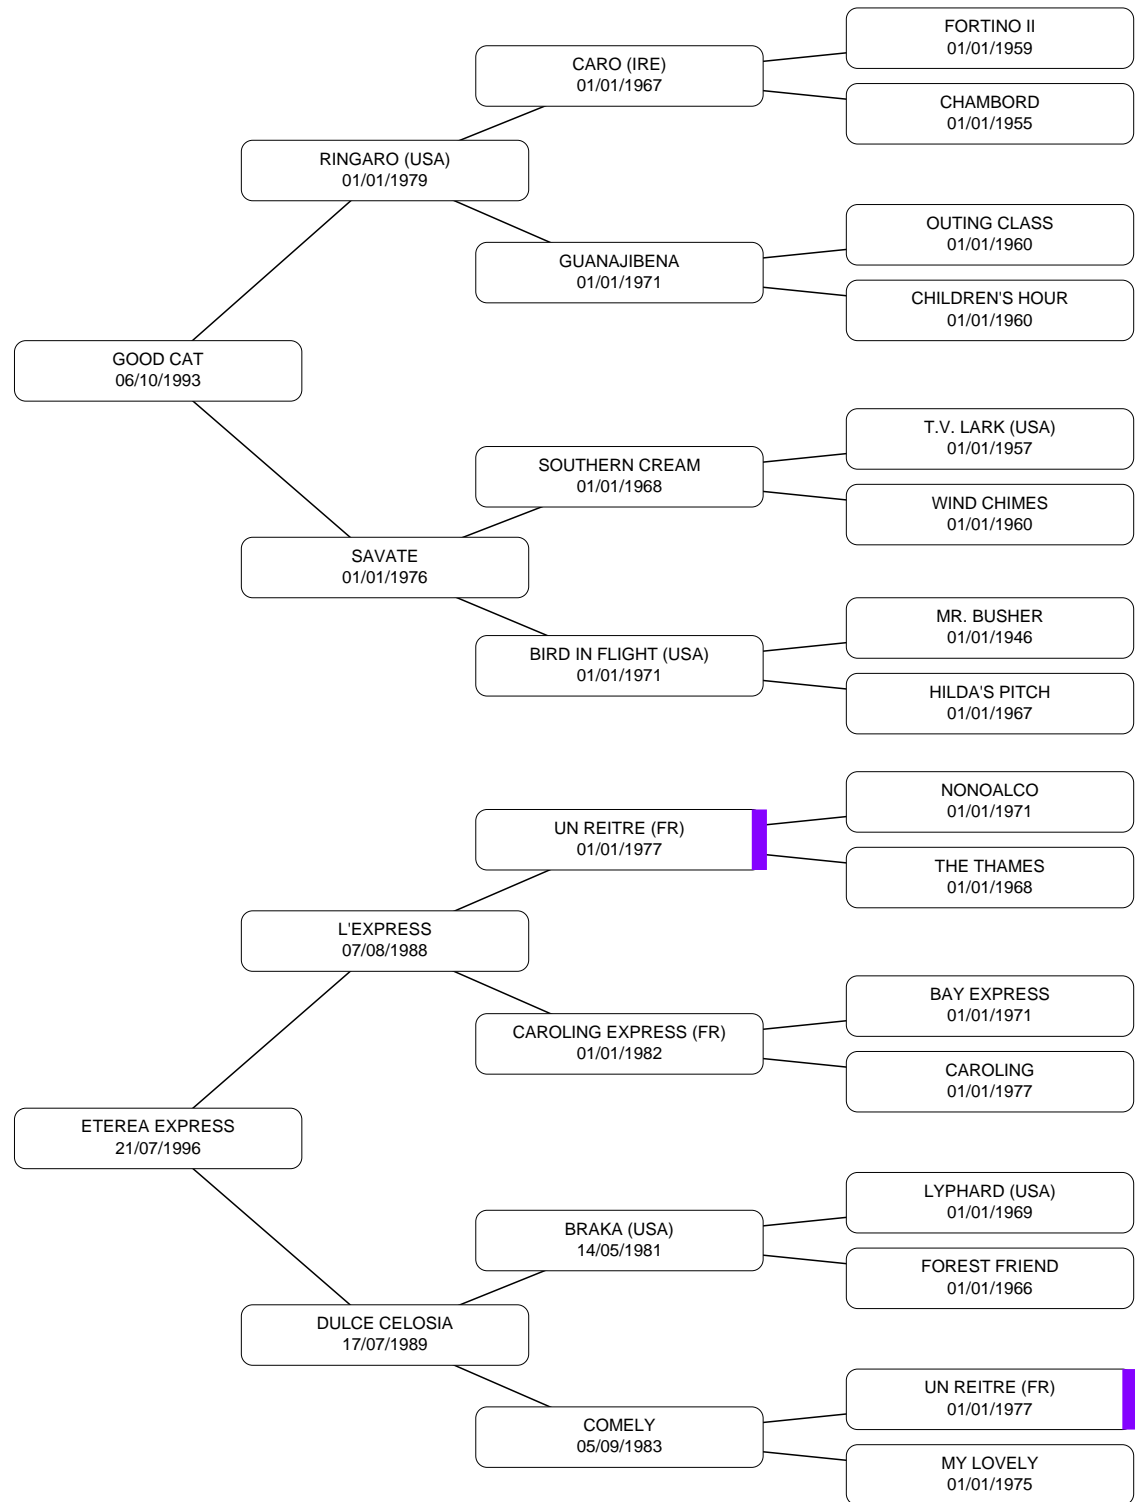 FORTINO II
01/01/1959
CARO (IRE)
01/01/1967
CHAMBORD
01/01/1955
RINGARO (USA)
01/01/1979
OUTING CLASS
01/01/1960
GUANAJIBENA
01/01/1971
CHILDREN'S HOUR
01/01/1960
GOOD CAT
06/10/1993
T.V. LARK (USA)
01/01/1957
SOUTHERN CREAM
01/01/1968
WIND CHIMES
01/01/1960
SAVATE
01/01/1976
MR. BUSHER
01/01/1946
BIRD IN FLIGHT (USA)
01/01/1971
HILDA'S PITCH
01/01/1967
NONOALCO
01/01/1971
UN REITRE (FR)
01/01/1977
THE THAMES
01/01/1968
L'EXPRESS
07/08/1988
BAY EXPRESS
01/01/1971
CAROLING EXPRESS (FR)
01/01/1982
CAROLING
01/01/1977
ETEREA EXPRESS
21/07/1996
LYPHARD (USA)
01/01/1969
BRAKA (USA)
14/05/1981
FOREST FRIEND
01/01/1966
DULCE CELOSIA
17/07/1989
UN REITRE (FR)
01/01/1977
COMELY
05/09/1983
MY LOVELY
01/01/1975